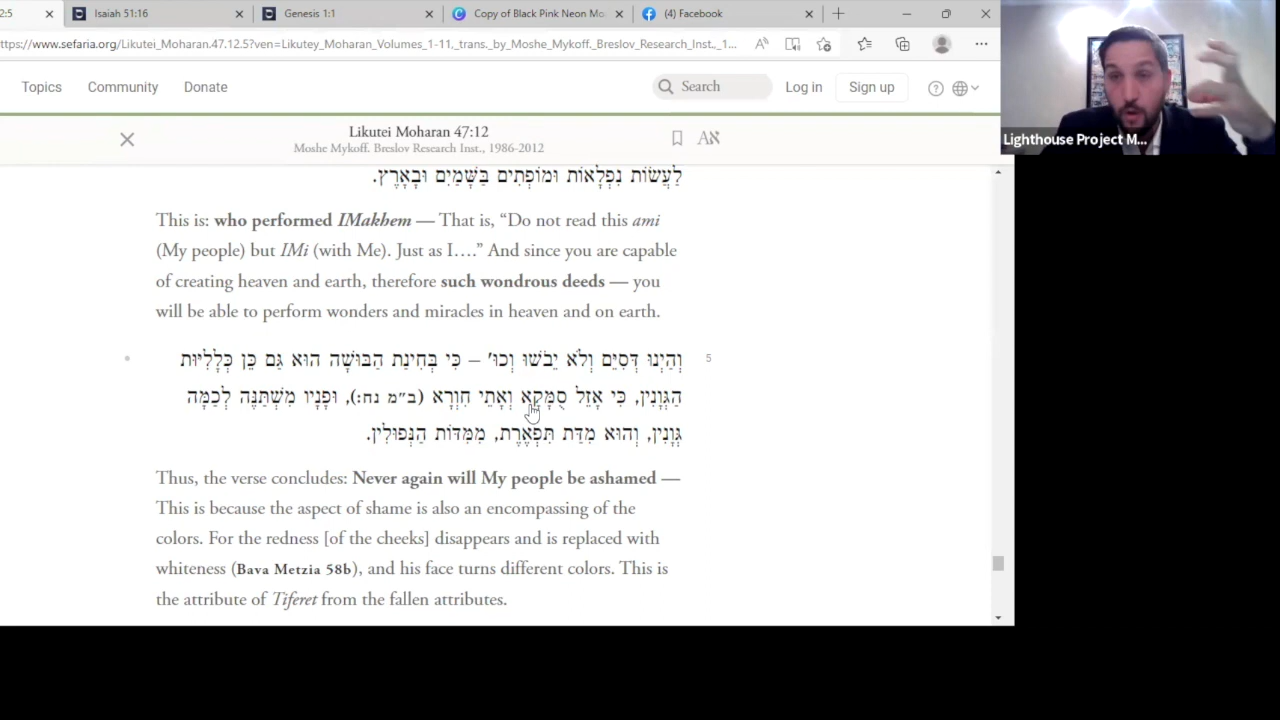 2:5
Isaiah 51:16
Genesis 1:1
Copy of Black Pink Neon Mo
(4) Facebook
ttps://www.sefaria.org/Likutei_Moharan.47.12.5?ven=Likutey_Moharan_Volumes_1-11,_trans._by_Moshe_Mykoff._Breslov_Research_Inst.,_1...
Topics Community Donate Search Log in Sign up
Likutei Moharan 47:12
Moshe Mykoff. Breslov Research Inst., 1986-2012
Lighthouse Project M...
לַעֲשׂוֹת נִפְלָאוֹת וּמוֹפְתִים בַּשָּׁמַיִם וּבָאָרֶץ.
This is: who performed IMakhem — That is, “Do not read this ami
(My people) but IMi (with Me). Just as I….” And since you are capable
of creating heaven and earth, therefore such wondrous deeds — you
will be able to perform wonders and miracles in heaven and on earth.
5
וְהַיְנוּ דְּסִיֵּם וְלֹא יֵבֹשׁוּ וְכוּ' – כִּי בְּחִינַת הַבּוּשָׁה הוּא גַּם כֵּן כְּלָלִיּוּת
הַגְּוָנִין, כִּי אָזֵל סֻמָּקָא וְאָתֵי חִוְרָא (ב״מ נח:), וּפָנָיו מִשְׁתַּנֶּה לְכַמָּה
גְּוָנִין, וְהוּא מִדַּת תִּפְאֶרֶת, מִמִּדּוֹת הַנְּפוּלִין.
Thus, the verse concludes: Never again will My people be ashamed —
This is because the aspect of shame is also an encompassing of the
colors. For the redness [of the cheeks] disappears and is replaced with
whiteness (Bava Metzia 58b), and his face turns different colors. This is
the attribute of Tiferet from the fallen attributes.